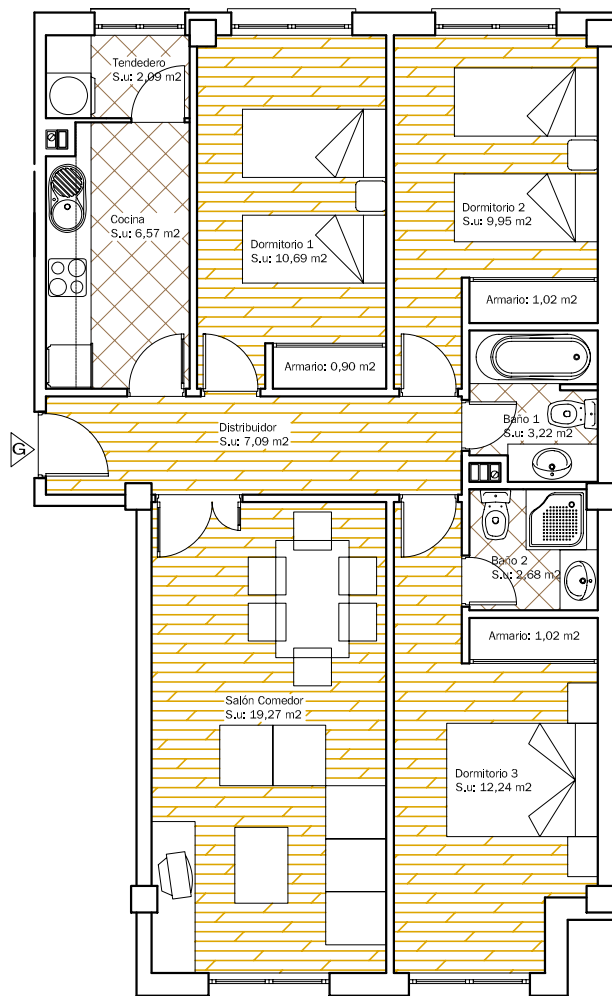 Tendedero
S.u: 2,09 m2
Cocina
S.u: 6,57 m2
Dormitorio 1
S.u: 10,69 m2
Dormitorio 2
S.u: 9,95 m2
Armario: 1,02 m2
Armario: 0,90 m2
Distribuidor
S.u: 7,09 m2
Baño 1
S.u: 3,22 m2
G
Baño 2
S.u: 2,68 m2
Armario: 1,02 m2
Salón Comedor
S.u: 19,27 m2
Dormitorio 3
S.u: 12,24 m2